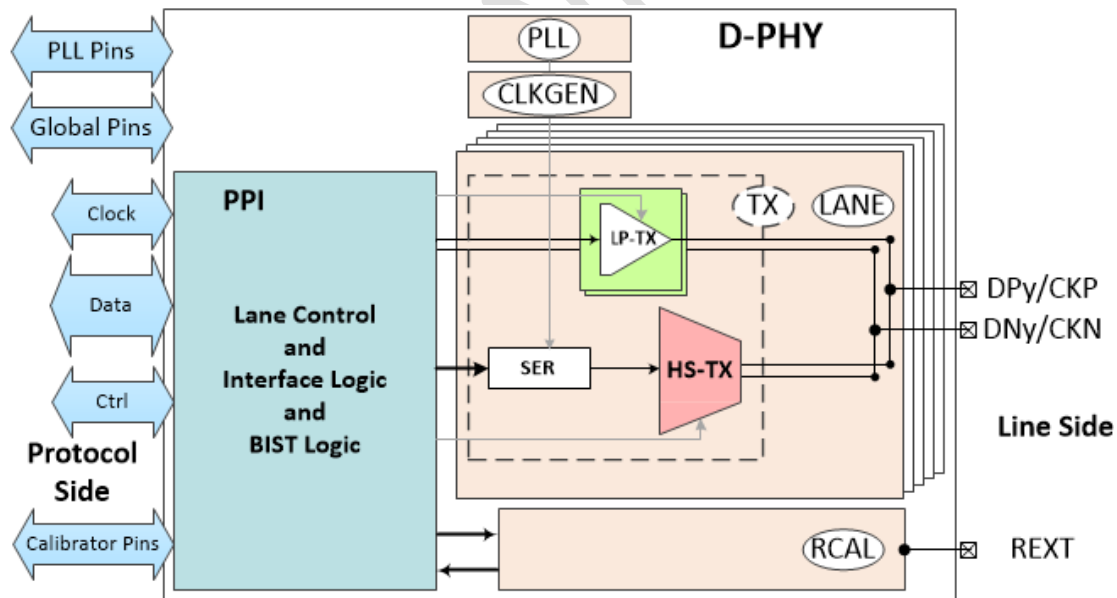 PLL Pins
Global Pins
Clock
Data
Ctrl
Protocol
Side
Calibrator Pins
PPI
Lane Control
and
Interface Logic
and
BIST Logic
PLL
CLKGEN
D-PHY
TX
LANE
LP-TX
SER
HS-TX
RCAL
DPy/CKP
DNy/CKN
Line Side
REXT